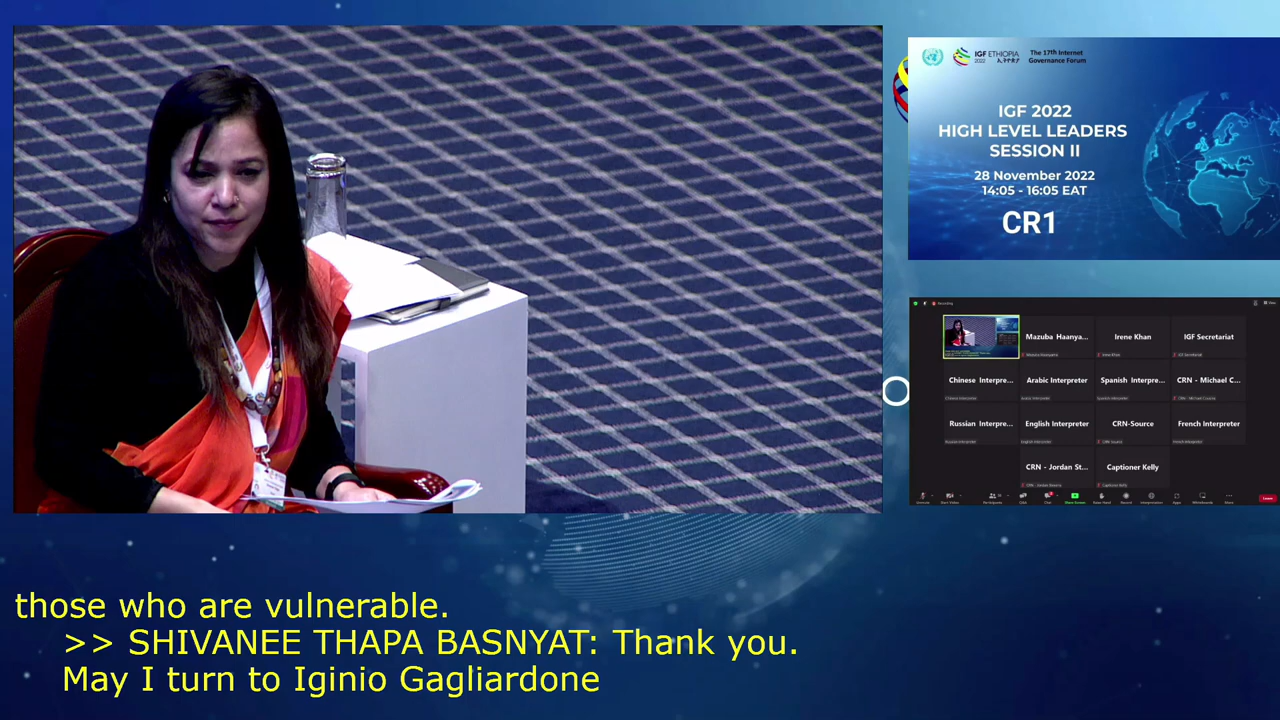 IGF ETHIOPIA
2022 ኢትዮጵያ
The 17th Internet
Governance Forum
IGF 2022
HIGH LEVEL LEADERS
SESSION II
28 November 2022
14:05 - 16:05 EAT
CR1
Recording
View
Mazuba Haanya...
Irene Khan
IGF Secretariat
Chinese Interpre...
Arabic Interpreter
Spanish Interpre...
CRN - Michael C...
Russian Interpre...
English Interpreter
CRN-Source
French Interpreter
CRN - Jordan St...
Captioner Kelly
those who are vulnerable.
>> SHIVANEE THAPA BASNYAT: Thank you.
May I turn to Iginio Gagliardone